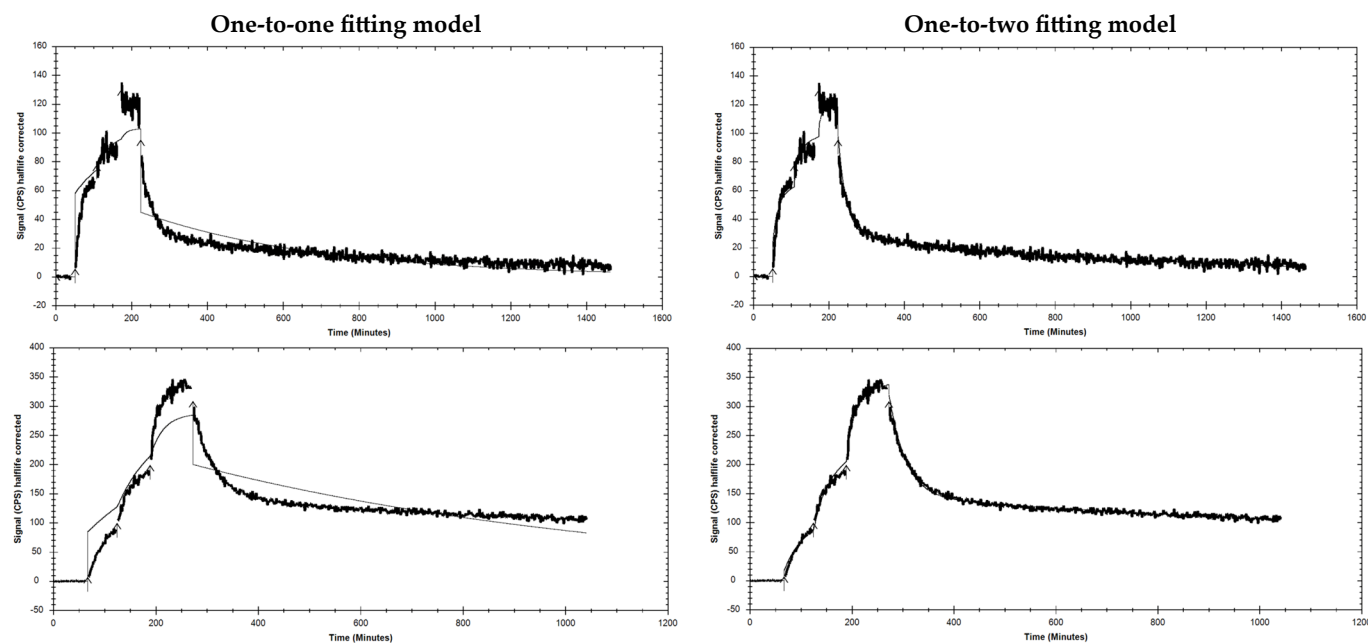 One-to-one fitting model
One-to-two fitting model
160
140
120
100
80
60
40
20
0
-20
Signal (CPS) halflife corrected
0 200 400 600 800 1000 1200 1400 1600
Time (Minutes)
160
140
120
100
80
60
40
20
0
-20
Signal (CPS) halflife corrected
0 200 400 600 800 1000 1200 1400 1600
Time (Minutes)
400
350
300
250
200
150
100
50
0
-50
Signal (CPS) halflife corrected
0 200 400 600 800 1000 1200
Time (Minutes)
400
350
300
250
200
150
100
50
0
-50
Signal (CPS) halflife corrected
0 200 400 600 800 1000 1200
Time (Minutes)